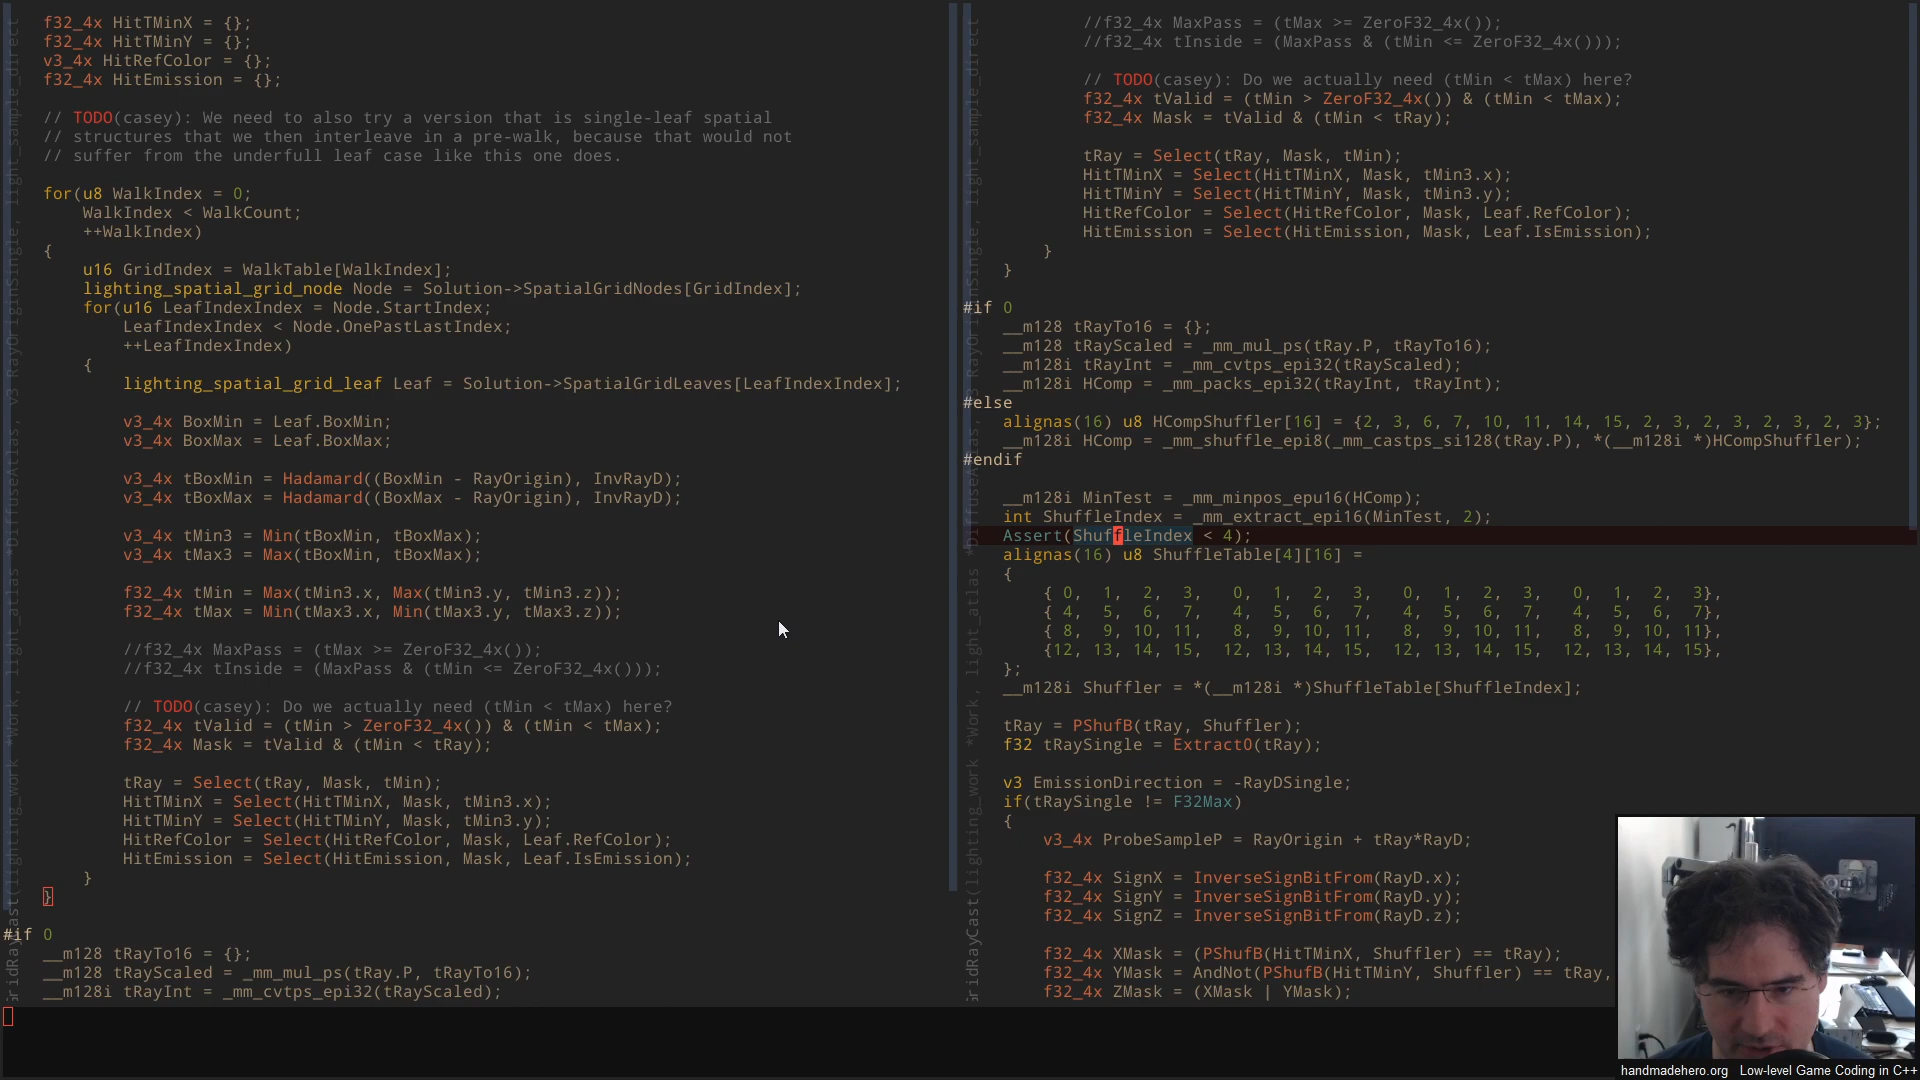 f32_4x HitTMinX = {};
f32_4x HitTMinY = {};
v3_4x HitRefColor = {};
f32_4x HitEmission = {};
// TODO(casey): We need to also try a version that is single-leaf spatial
// structures that we then interleave in a pre-walk, because that would not
// suffer from the underfull leaf case like this one does.
for(u8 WalkIndex = 0;
WalkIndex < WalkCount;
++WalkIndex)
{
u16 GridIndex = WalkTable[WalkIndex];
lighting_spatial_grid_node Node = Solution->SpatialGridNodes[GridIndex];
for(u16 LeafIndexIndex = Node.StartIndex;
LeafIndexIndex < Node.OnePastLastIndex;
++LeafIndexIndex)
{
lighting_spatial_grid_leaf Leaf = Solution->SpatialGridLeaves[LeafIndexIndex];
v3_4x BoxMin = Leaf.BoxMin;
v3_4x BoxMax = Leaf.BoxMax;
v3_4x tBoxMin = Hadamard((BoxMin - RayOrigin), InvRayD);
v3_4x tBoxMax = Hadamard((BoxMax - RayOrigin), InvRayD);
v3_4x tMin3 = Min(tBoxMin, tBoxMax);
v3_4x tMax3 = Max(tBoxMin, tBoxMax);
f32_4x tMin = Max(tMin3.x, Max(tMin3.y, tMin3.z));
f32_4x tMax = Min(tMax3.x, Min(tMax3.y, tMax3.z));
//f32_4x MaxPass = (tMax >= ZeroF32_4x());
//f32_4x tInside = (MaxPass & (tMin <= ZeroF32_4x()));
// TODO(casey): Do we actually need (tMin < tMax) here?
f32_4x tValid = (tMin > ZeroF32_4x()) & (tMin < tMax);
f32_4x Mask = tValid & (tMin < tRay);
tRay = Select(tRay, Mask, tMin);
HitTMinX = Select(HitTMinX, Mask, tMin3.x);
HitTMinY = Select(HitTMinY, Mask, tMin3.y);
HitRefColor = Select(HitRefColor, Mask, Leaf.RefColor);
HitEmission = Select(HitEmission, Mask, Leaf.IsEmission);
}
}
#if 0
__m128 tRayTo16 = {};
__m128 tRayScaled = _mm_mul_ps(tRay.P, tRayTo16);
__m128i tRayInt = _mm_cvtps_epi32(tRayScaled);
//f32_4x MaxPass = (tMax >= ZeroF32_4x());
//f32_4x tInside = (MaxPass & (tMin <= ZeroF32_4x()));
// TODO(casey): Do we actually need (tMin < tMax) here?
f32_4x tValid = (tMin > ZeroF32_4x()) & (tMin < tMax);
f32_4x Mask = tValid & (tMin < tRay);
tRay = Select(tRay, Mask, tMin);
HitTMinX = Select(HitTMinX, Mask, tMin3.x);
HitTMinY = Select(HitTMinY, Mask, tMin3.y);
HitRefColor = Select(HitRefColor, Mask, Leaf.RefColor);
HitEmission = Select(HitEmission, Mask, Leaf.IsEmission);
}
}
#if 0
__m128 tRayTo16 = {};
__m128 tRayScaled = _mm_mul_ps(tRay.P, tRayTo16);
__m128i tRayInt = _mm_cvtps_epi32(tRayScaled);
__m128i HComp = _mm_packs_epi32(tRayInt, tRayInt);
#else
alignas(16) u8 HCompShuffler[16] = {2, 3, 6, 7, 10, 11, 14, 15, 2, 3, 2, 3, 2, 3, 2, 3};
__m128i HComp = _mm_shuffle_epi8(_mm_castps_si128(tRay.P), *(__m128i *)HCompShuffler);
#endif
__m128i MinTest = _mm_minpos_epu16(HComp);
int ShuffleIndex = _mm_extract_epi16(MinTest, 2);
Assert(ShuffleIndex < 4);
alignas(16) u8 ShuffleTable[4][16] =
{
{ 0, 1, 2, 3, 0, 1, 2, 3, 0, 1, 2, 3, 0, 1, 2, 3},
{ 4, 5, 6, 7, 4, 5, 6, 7, 4, 5, 6, 7, 4, 5, 6, 7},
{ 8, 9, 10, 11, 8, 9, 10, 11, 8, 9, 10, 11, 8, 9, 10, 11},
{12, 13, 14, 15, 12, 13, 14, 15, 12, 13, 14, 15, 12, 13, 14, 15},
};
__m128i Shuffler = *(__m128i *)ShuffleTable[ShuffleIndex];
tRay = PShufB(tRay, Shuffler);
f32 tRaySingle = Extract0(tRay);
v3 EmissionDirection = -RayDSingle;
if(tRaySingle != F32Max)
{
v3_4x ProbeSampleP = RayOrigin + tRay*RayD;
f32_4x SignX = InverseSignBitFrom(RayD.x);
f32_4x SignY = InverseSignBitFrom(RayD.y);
f32_4x SignZ = InverseSignBitFrom(RayD.z);
f32_4x XMask = (PShufB(HitTMinX, Shuffler) == tRay);
f32_4x YMask = AndNot(PShufB(HitTMinY, Shuffler) == tRay,
f32_4x ZMask = (XMask | YMask);
handmadehero.org Low-level Game Coding in C++